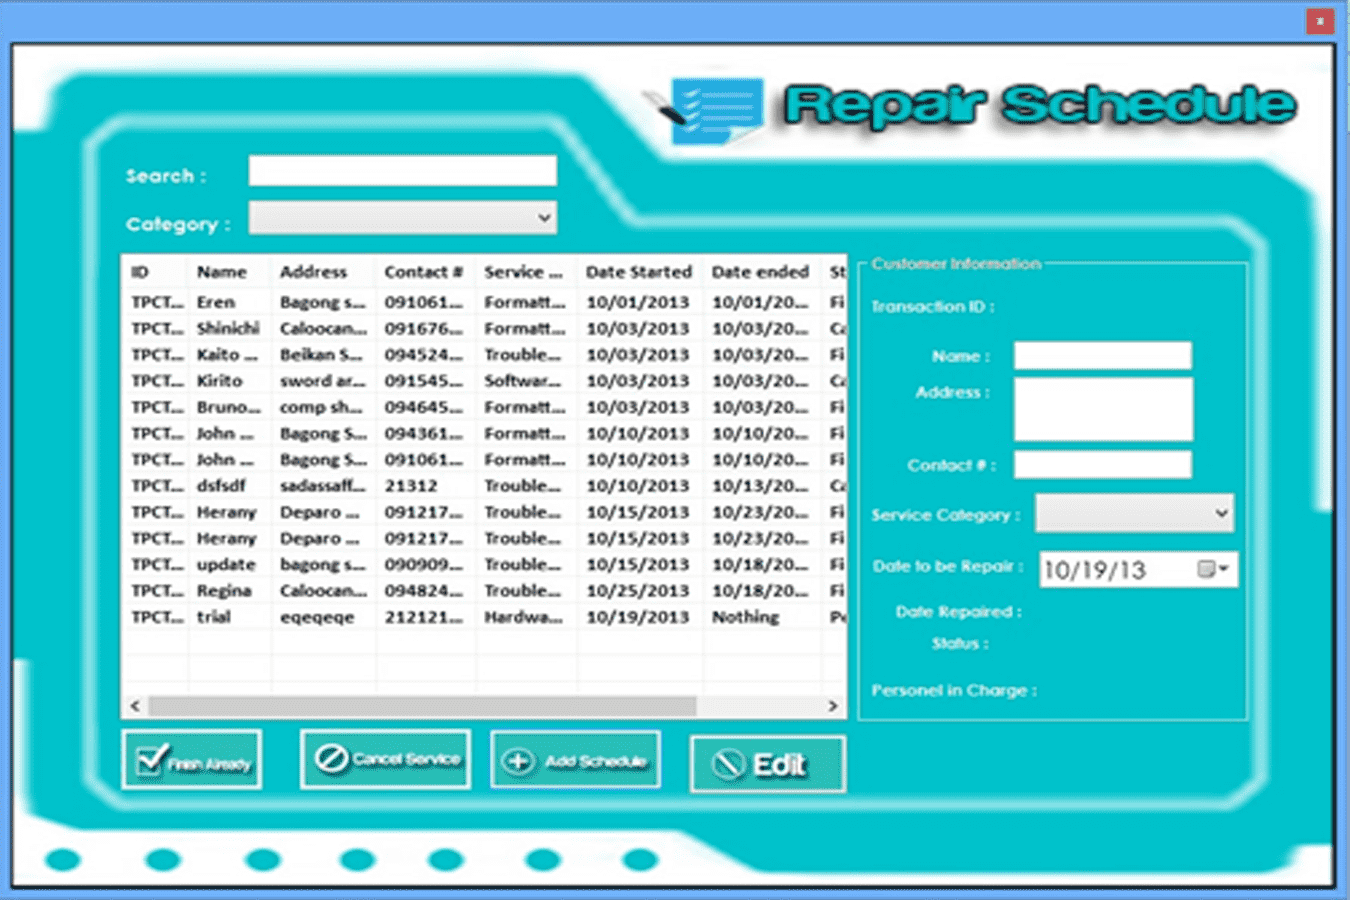 Repair Schedule
Search :
Category :
ID Name Address Contact # Service ... Date Started Date ended St
TPCT... Eren Bagong s... 091061... Formatt... 10/01/2013 10/01/20... Fi
TPCT... Shinichi Caloocan... 091676... Formatt... 10/03/2013 10/03/20... Ca
TPCT... Kaito ... Beikan S... 094524... Trouble... 10/03/2013 10/03/20... Fi
TPCT... Kirito sword ar... 091545... Softwar... 10/03/2013 10/03/20... Ca
TPCT... Bruno... comp sh... 094645... Formatt... 10/03/2013 10/03/20... Fi
TPCT... John ... Bagong S... 094361... Formatt... 10/10/2013 10/10/20... Fi
TPCT... John ... Bagong S... 091061... Formatt... 10/10/2013 10/10/20... Fi
TPCT... dsfsdf sadassaff... 21312 Trouble... 10/10/2013 10/13/20... Ca
TPCT... Herany Deparo ... 091217... Trouble... 10/15/2013 10/23/20... Fi
TPCT... Herany Deparo ... 091217... Trouble... 10/15/2013 10/23/20... Fi
TPCT... update bagong s... 090909... Trouble... 10/15/2013 10/18/20... Fi
TPCT... Regina Caloocan... 094824... Trouble... 10/25/2013 10/18/20... Fi
TPCT... trial eqeqeqe 212121... Hardwa... 10/19/2013 Nothing Pe
Customer Information
Transaction ID :
Name :
Address :
Contact # :
Service Category :
Date to be Repair : 10/19/13
Date Repaired :
Status :
Personel in Charge :
Finish Already Cancel Service Add Schedule Edit